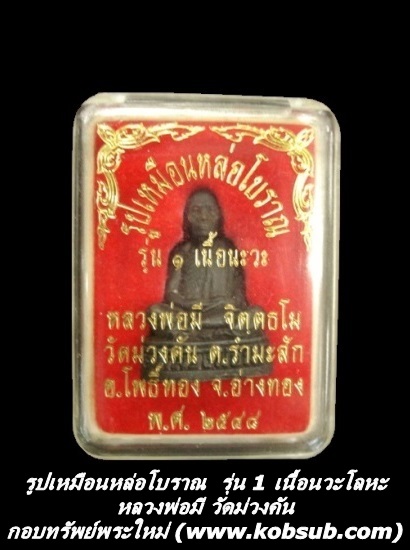 รูปเหมือนหล่อโบราณ
รุ่น ๑ เนื้อนะวะ
หลวงพ่อมี จิตฺตธโม
วัดม่วงคัน ต.รำมะสัก
อ.โพธิ์ทอง จ.อ่างทอง
พ.ศ. ๒๕๔๘
รูปเหมือนหล่อโบราณ รุ่น 1 เนื้อนวะโลหะ
หลวงพ่อมี วัดม่วงคัน
กอบทรัพย์พระใหม่ (www.kobsub.com)